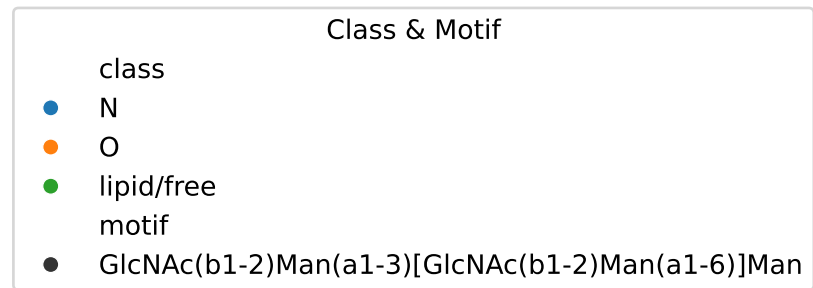 Class & Motif
class
N
O
lipid/free
motif
GlcNAc(b1-2)Man(a1-3)[GlcNAc(b1-2)Man(a1-6)]Man